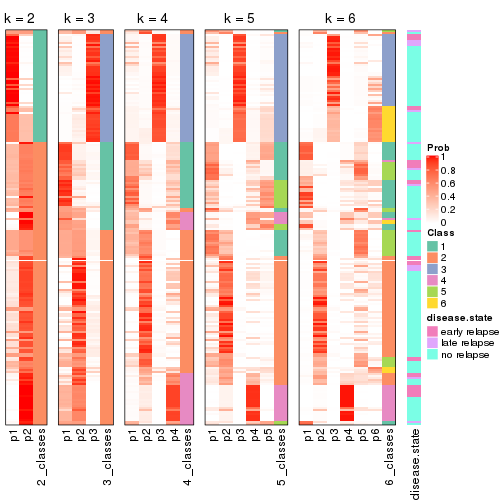 k = 2 k = 3 k = 4 k = 5 k = 6
Prob
1
0.8
0.6
0.4
0.2
0
Class
1
2
3
4
5
6
disease.state
early relapse
late relapse
no relapse
p1 p2 2_classes p1 p2 p3 3_classes p1 p2 p3 p4 4_classes p1 p2 p3 p4 p5 5_classes p1 p2 p3 p4 p5 p6 6_classes disease.state